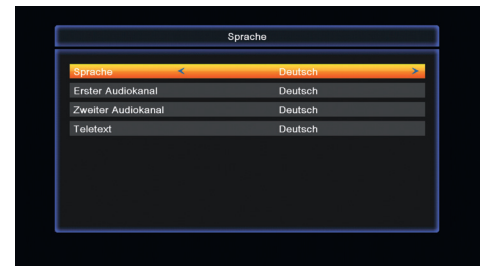 Sprache
Sprache < Deutsch >
Erster Audiokanal Deutsch
Zweiter Audiokanal Deutsch
Teletext Deutsch